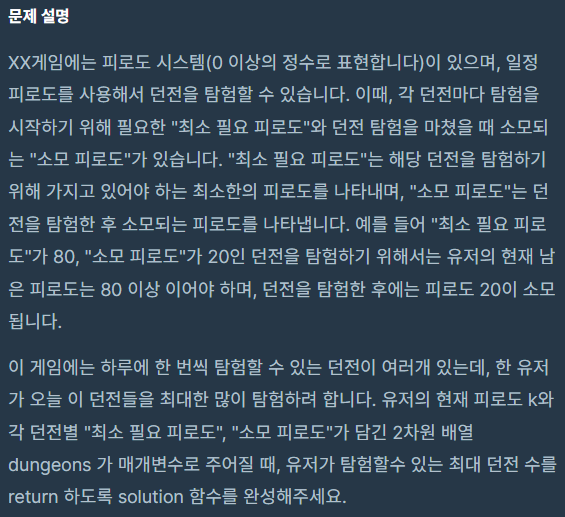 문제 설명
XX게임에는 피로도 시스템(0 이상의 정수로 표현합니다)이 있으며, 일정
피로도를 사용해서 던전을 탐험할 수 있습니다. 이때, 각 던전마다 탐험을
시작하기 위해 필요한 "최소 필요 피로도"와 던전 탐험을 마쳤을 때 소모되
는 "소모 피로도"가 있습니다. "최소 필요 피로도"는 해당 던전을 탐험하기
위해 가지고 있어야 하는 최소한의 피로도를 나타내며, "소모 피로도"는 던
전을 탐험한 후 소모되는 피로도를 나타냅니다. 예를 들어 "최소 필요 피로
도"가 80, "소모 피로도"가 20인 던전을 탐험하기 위해서는 유저의 현재 남
은 피로도는 80 이상 이어야 하며, 던전을 탐험한 후에는 피로도 20이 소모
됩니다.
이 게임에는 하루에 한 번씩 탐험할 수 있는 던전이 여러개 있는데, 한 유저
가 오늘 이 던전들을 최대한 많이 탐험하려 합니다. 유저의 현재 피로도 k와
각 던전별 "최소 필요 피로도", "소모 피로도"가 담긴 2차원 배열
dungeons 가 매개변수로 주어질 때, 유저가 탐험할수 있는 최대 던전 수를
return 하도록 solution 함수를 완성해주세요.